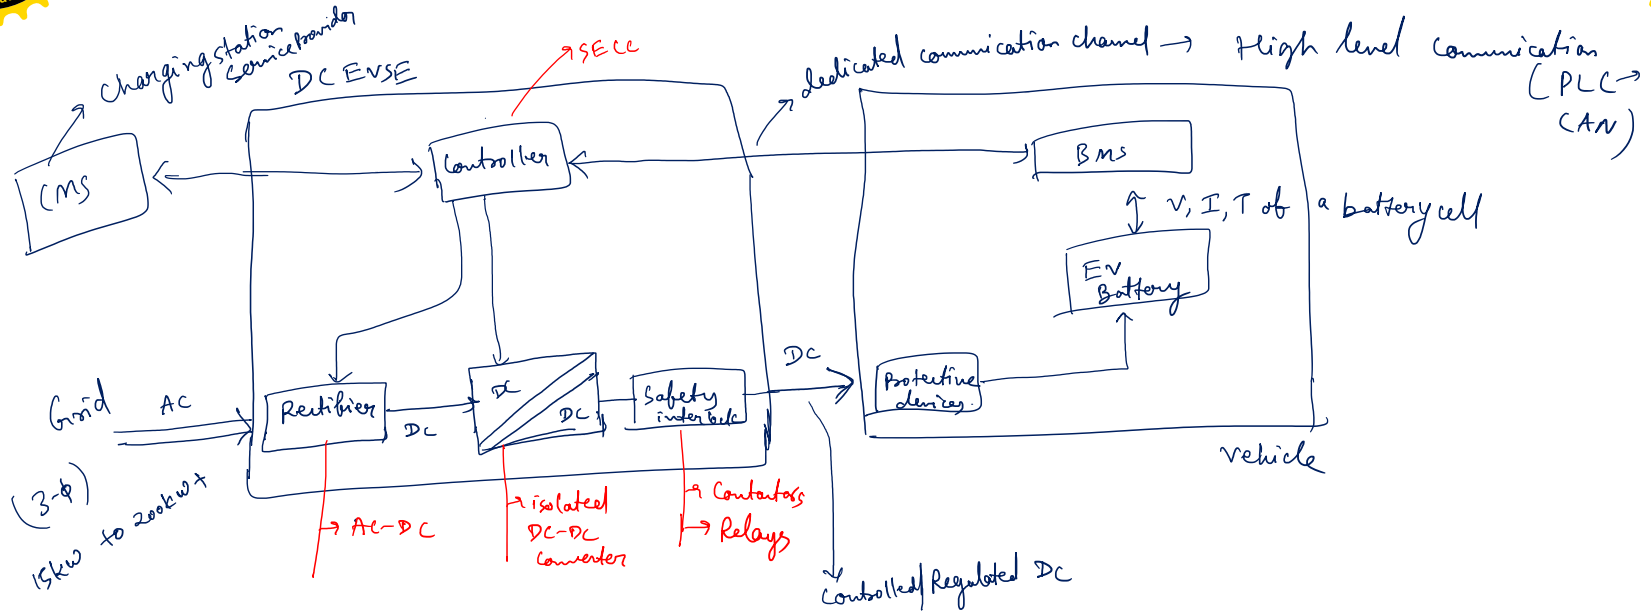 Charging station
Service Provider
DC EVSE
SECC
dedicated communication channel → High level communication
(PLC →
CAN)
CMS
Controller
BMS
V, I, T of a battery cell
EV
Battery
Grid
AC
(3-φ)
15kW to 200kW+
Rectifier
DC
DC
DC
Safety
interlock
DC
Protective
devices.
Vehicle
AC-DC
isolated
DC-DC
Converter
Contactors
Relays
Controlled/Regulated DC